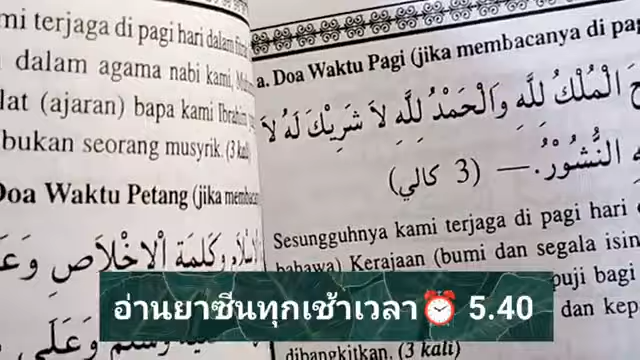 mi terjaga di pagi hari dalam
dalam agama nabi kami,
lat (ajaran) bapa kami Ibrahim
bukan seorang musyrik. (3 kali)
Doa Waktu Petang (jika membaca
وَكَلِمَةِ الْاِخْلَاصِ وَعَ
وَسَلَّمَ وَعَلَى
a. Doa Waktu Pagi (jika membacanya di pag
الْمُلْكُ لِلّٰهِ وَالْحَمْدُ لِلّٰهِ لاَ شَرِيْكَ لَهُ لاَ
النُّشُوْرُ. — (3 كالي)
Sesungguhnya kami terjaga di pagi hari
bahawa) Kerajaan (bumi dan segala isin
puji bagi
dan kep
dibangkitkan. (3 kali)
อ่านยาซีนทุกเช้าเวลา⏰ 5.40